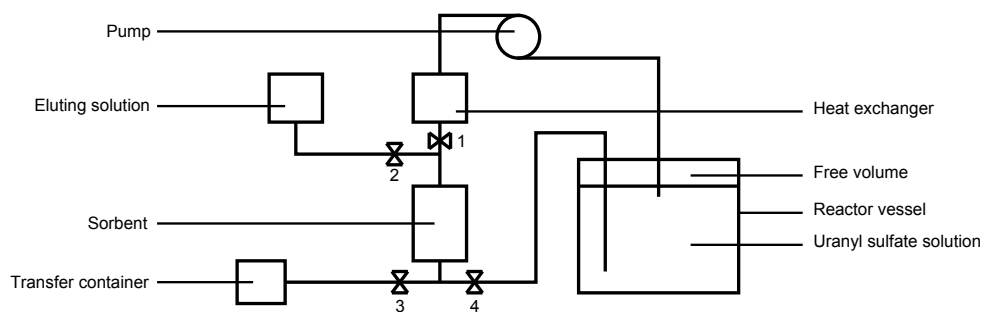 Pump
Eluting solution
Heat exchanger
1
2
Free volume
Reactor vessel
Sorbent
Uranyl sulfate solution
Transfer container
3
4